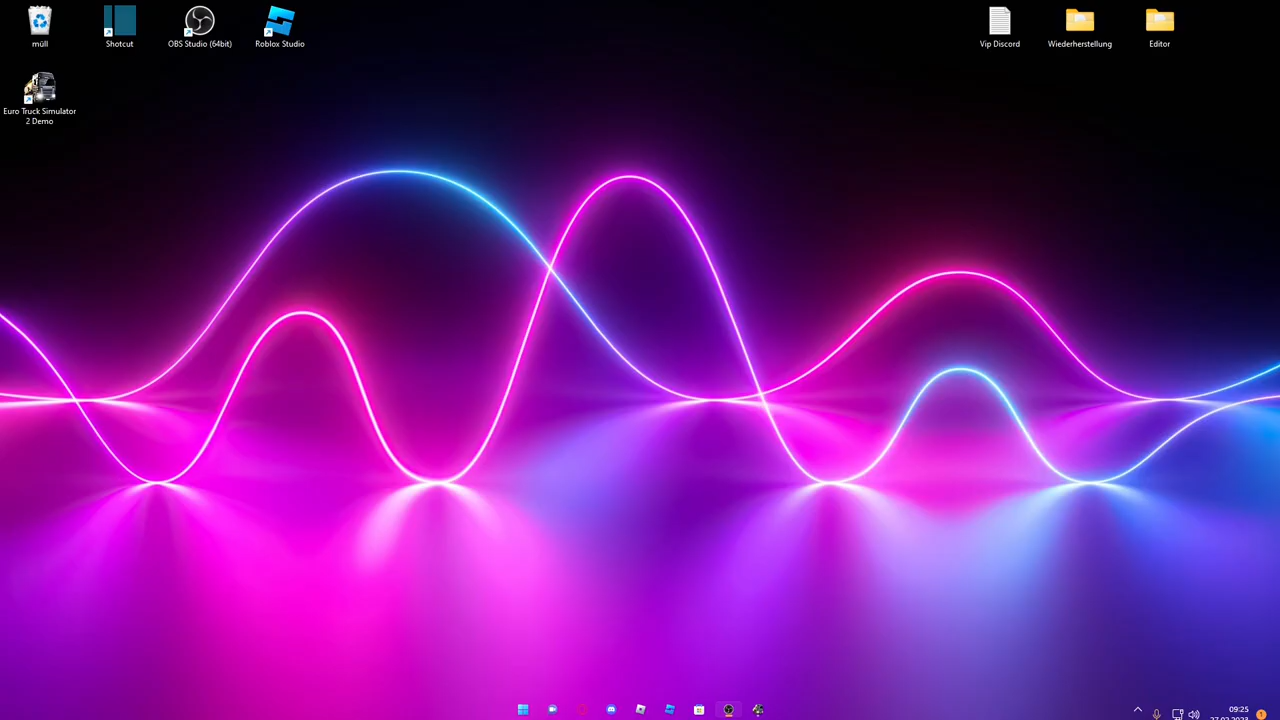 müll
Shotcut
OBS Studio (64bit)
Roblox Studio
Vip Discord
Wiederherstellung
Editor
Euro Truck Simulator
2 Demo
09:25